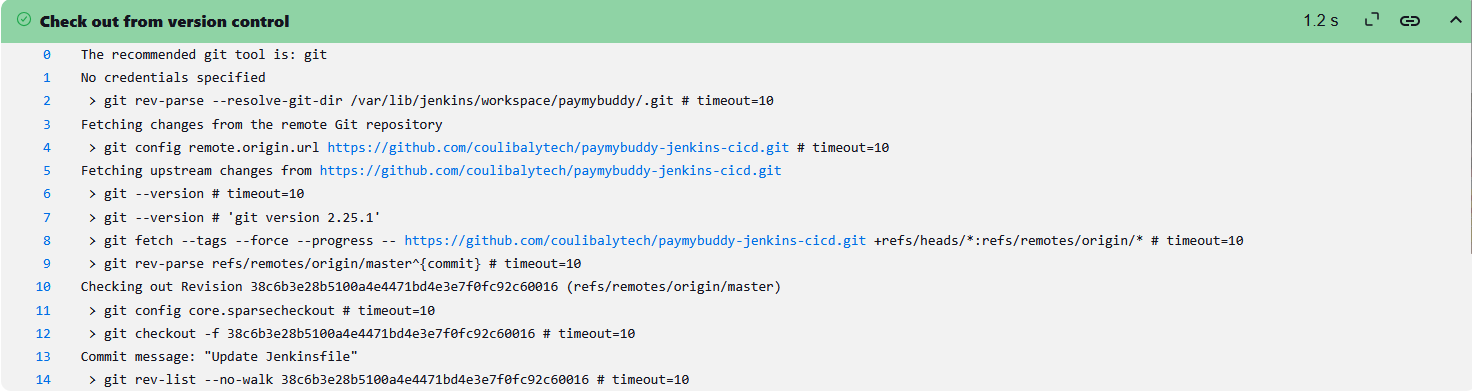 Check out from version control
1.2 s
0 The recommended git tool is: git
1 No credentials specified
2 > git rev-parse --resolve-git-dir /var/lib/jenkins/workspace/paymybuddy/.git # timeout=10
3 Fetching changes from the remote Git repository
4 > git config remote.origin.url https://github.com/coulibalytech/paymybuddy-jenkins-cicd.git # timeout=10
5 Fetching upstream changes from https://github.com/coulibalytech/paymybuddy-jenkins-cicd.git
6 > git --version # timeout=10
7 > git --version # 'git version 2.25.1'
8 > git fetch --tags --force --progress -- https://github.com/coulibalytech/paymybuddy-jenkins-cicd.git +refs/heads/*:refs/remotes/origin/* # timeout=10
9 > git rev-parse refs/remotes/origin/master^{commit} # timeout=10
10 Checking out Revision 38c6b3e28b5100a4e4471bd4e3e7f0fc92c60016 (refs/remotes/origin/master)
11 > git config core.sparsecheckout # timeout=10
12 > git checkout -f 38c6b3e28b5100a4e4471bd4e3e7f0fc92c60016 # timeout=10
13 Commit message: "Update Jenkinsfile"
14 > git rev-list --no-walk 38c6b3e28b5100a4e4471bd4e3e7f0fc92c60016 # timeout=10